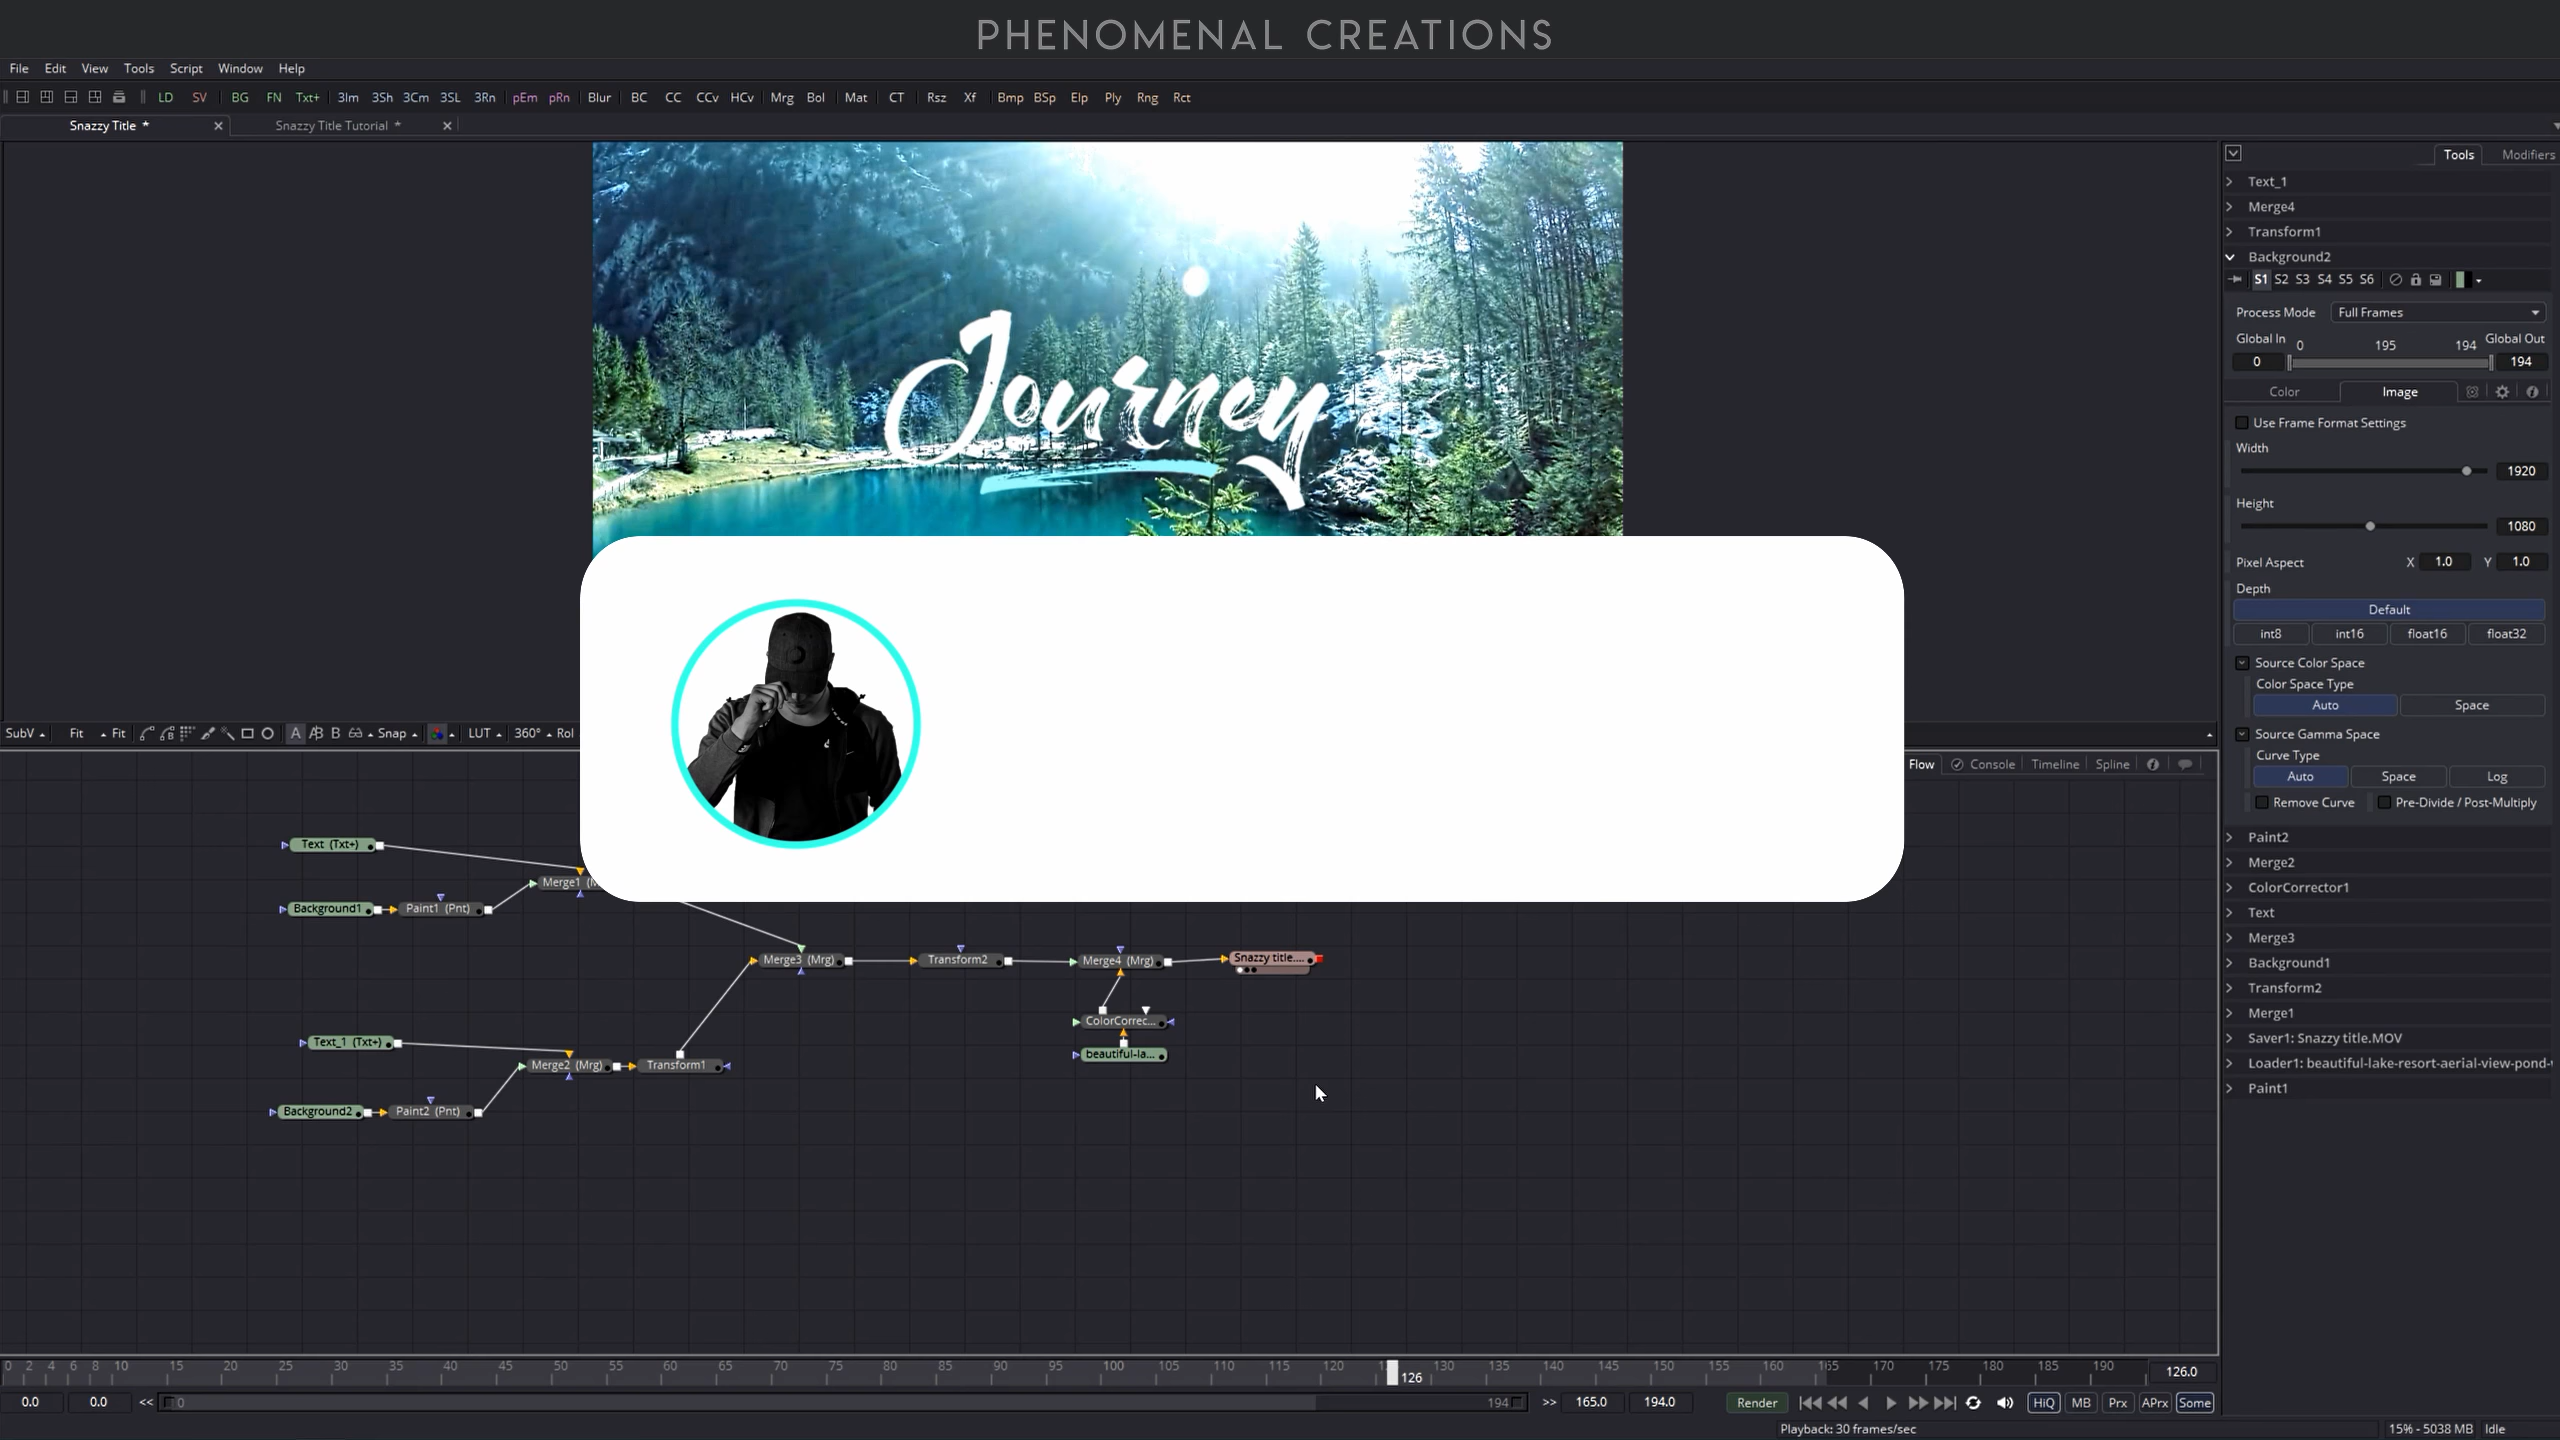 PHENOMENAL CREATIONS
File Edit View Tools Script Window Help
LD SV BG FN Txt+ 3Im 3Sh 3Cm 3SL 3Rn pEm pRn Blur BC CC CCv HCv Mrg Bol Mat CT Rsz Xf Bmp BSp Elp Ply Rng Rct
Snazzy Title * Snazzy Title Tutorial *
Journey
SubV Fit Fit A A|B B Snap LUT 360° Rol
Flow Console Timeline Spline
Text (Txt+)
Merge1 (M
Background1 Paint1 (Pnt)
Merge3 (Mrg) Transform2 Merge4 (Mrg) Snazzy title....
ColorCorrec...
Text_1 (Txt+)
beautiful-la...
Merge2 (Mrg) Transform1
Background2 Paint2 (Pnt)
Tools Modifiers
Text_1
Merge4
Transform1
Background2
S1 S2 S3 S4 S5 S6
Process Mode Full Frames
Global In 0 195 194 Global Out
0 194
Color Image
Use Frame Format Settings
Width
1920
Height
1080
Pixel Aspect X 1.0 Y 1.0
Depth
Default
int8 int16 float16 float32
Source Color Space
Color Space Type
Auto Space
Source Gamma Space
Curve Type
Auto Space Log
Remove Curve Pre-Divide / Post-Multiply
Paint2
Merge2
ColorCorrector1
Text
Merge3
Background1
Transform2
Merge1
Saver1: Snazzy title.MOV
Loader1: beautiful-lake-resort-aerial-view-pond-
Paint1
0 2 4 6 8 10 15 20 25 30 35 40 45 50 55 60 65 70 75 80 85 90 95 100 105 110 115 120 126 130 135 140 145 150 155 160 165 170 175 180 185 190 126.0
0.0 0.0 << 0 194 >> 165.0 194.0 Render HiQ MB Prx APrx Some
Playback: 30 frames/sec 15% - 5038 MB Idle